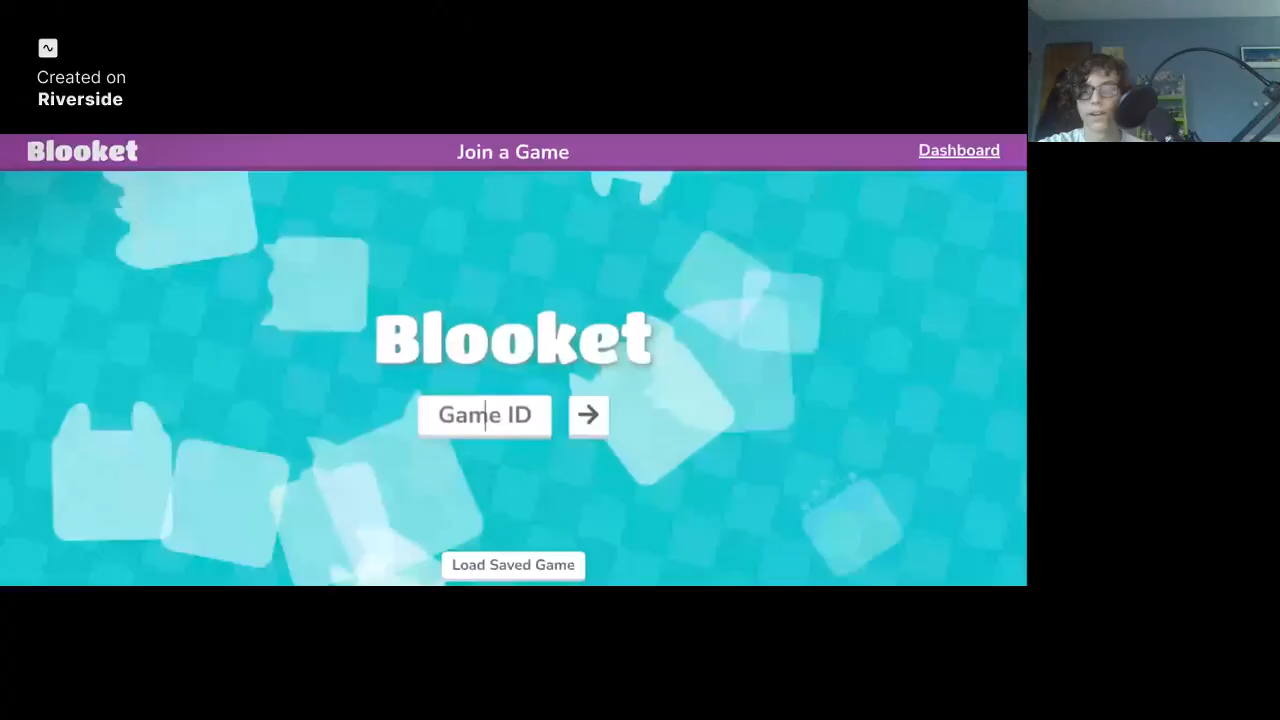 Created on
Riverside
Blooket
Join a Game
Dashboard
Blooket
Game ID
Load Saved Game